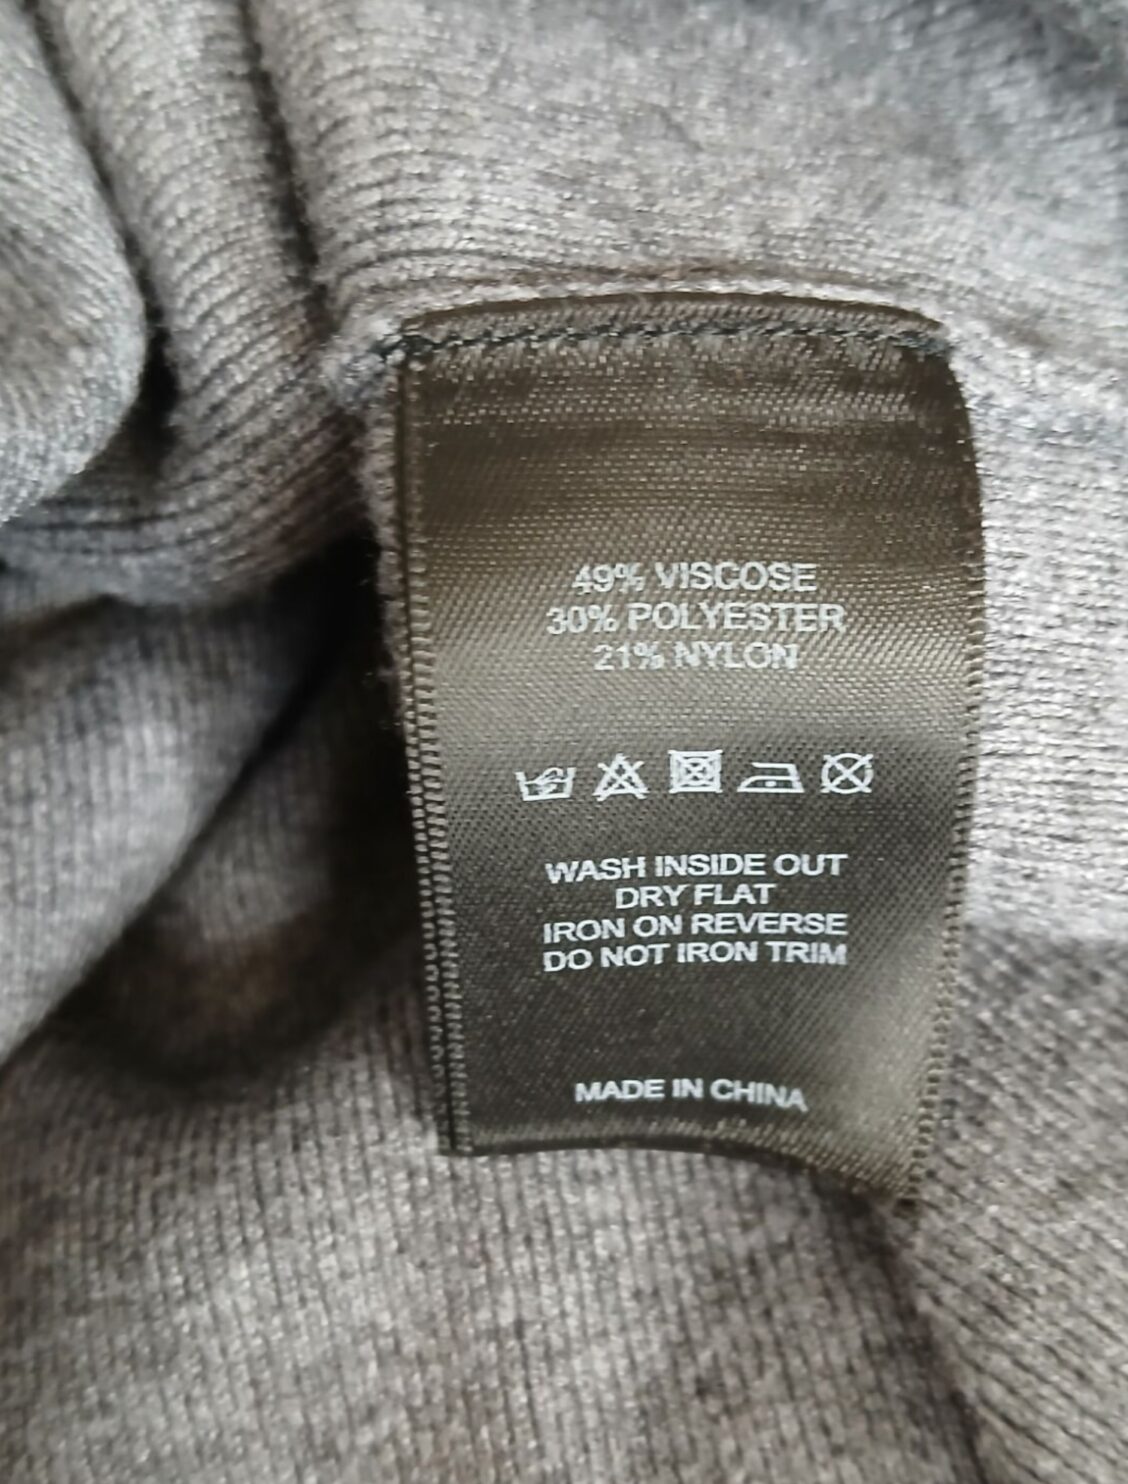 49% VISCOSE
30% POLYESTER
21% NYLON
WASH INSIDE OUT
DRY FLAT
IRON ON REVERSE
DO NOT IRON TRIM
MADE IN CHINA